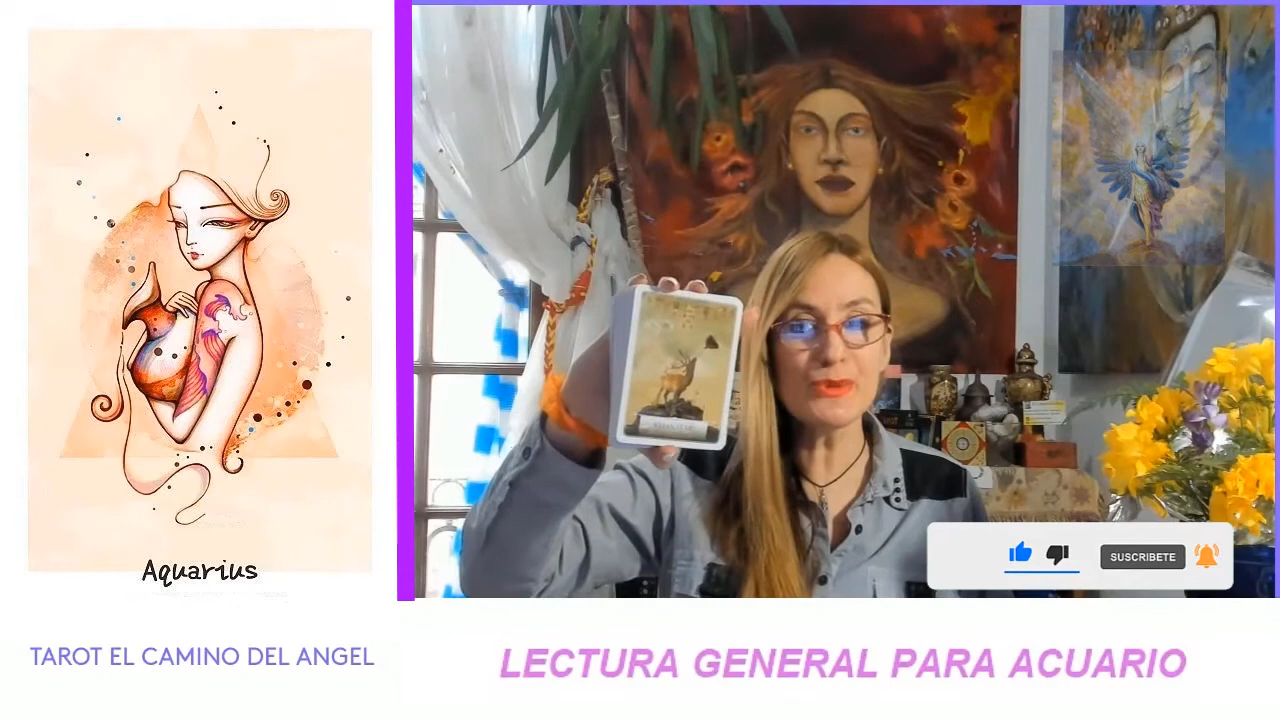 Aquarius
TAROT EL CAMINO DEL ANGEL
SUSCRIBETE
LECTURA GENERAL PARA ACUARIO